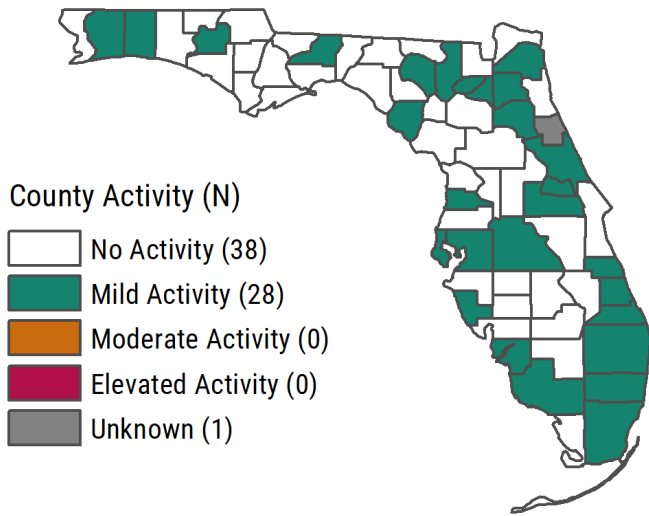 County Activity (N)
No Activity (38)
Mild Activity (28)
Moderate Activity (0)
Elevated Activity (0)
Unknown (1)